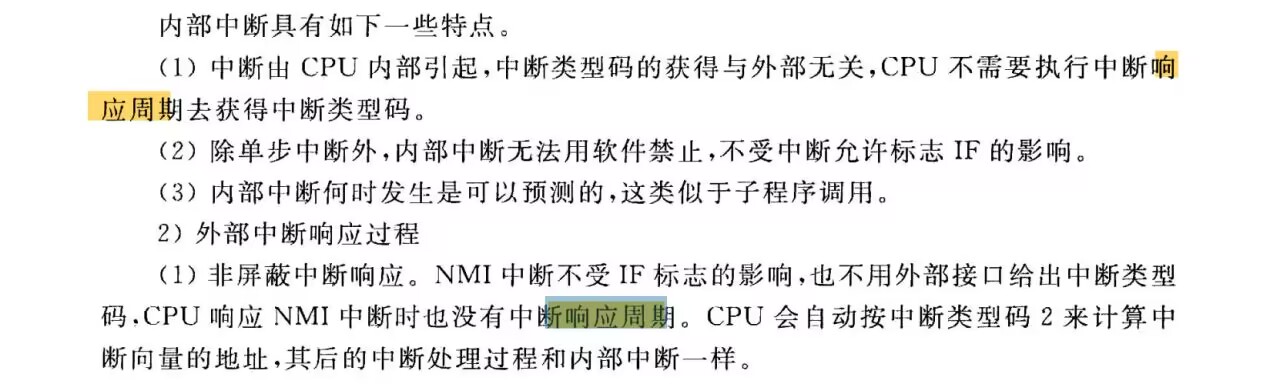 内部中断具有如下一些特点。
(1) 中断由 CPU 内部引起,中断类型码的获得与外部无关,CPU 不需要执行中断响
应周期去获得中断类型码。
(2) 除单步中断外,内部中断无法用软件禁止,不受中断允许标志 IF 的影响。
(3) 内部中断何时发生是可以预测的,这类似于子程序调用。
2) 外部中断响应过程
(1) 非屏蔽中断响应。NMI 中断不受 IF 标志的影响,也不用外部接口给出中断类型
码,CPU 响应 NMI 中断时也没有中断响应周期。CPU 会自动按中断类型码 2 来计算中
断向量的地址,其后的中断处理过程和内部中断一样。